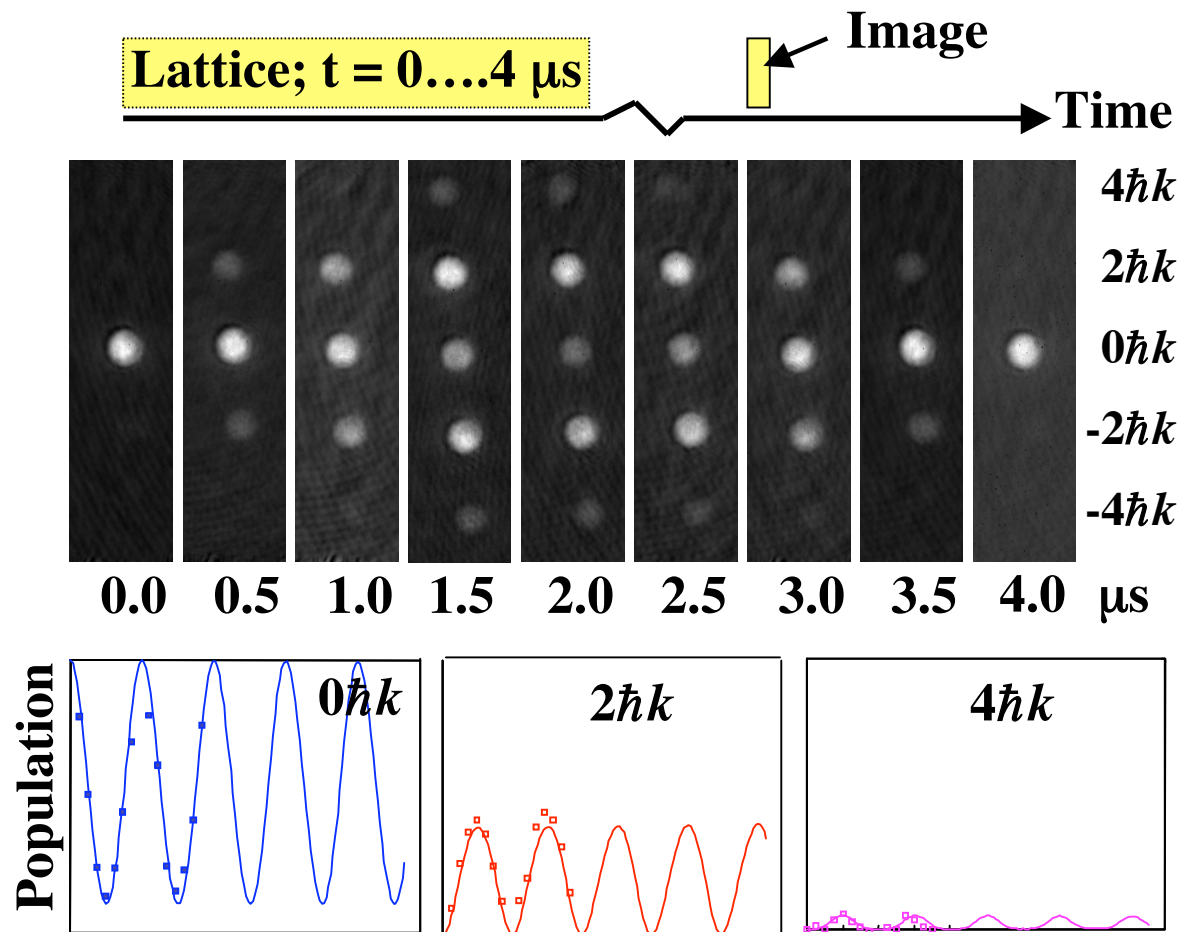 Image
Lattice; t = 0....4 μs
Time
4ħk
2ħk
0ħk
-2ħk
-4ħk
0.0 0.5 1.0 1.5 2.0 2.5 3.0 3.5 4.0 μs
Population
0ħk 2ħk 4ħk